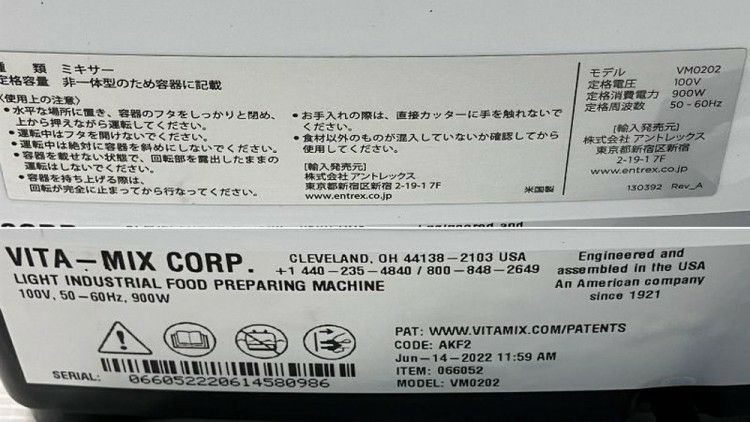 種 類 ミキサー
定格容量 非一体型のため容器に記載
〈使用上の注意〉
●水平な場所に置き、容器のフタをしっかりと閉め、
上から押えながら運転してください。
●運転中はフタを開けないでください。
●運転中は絶対に容器を斜めにしないでください。
●容器を載せない状態で、回転部を露出したままの
運転はしないでください。
●容器を持ち上げる際は、
回転が完全に止まってから行なってください。
●お手入れの際は、直接カッターに手を触れないで
ください。
●食材以外のものが混入していないか確認してから
使用してください。
[輸入発売元]
株式会社 アントレックス
東京都新宿区新宿 2-19-1 7F
www.entrex.co.jp
米国製
モデル VM0202
定格電圧 100V
定格消費電力 900W
定格周波数 50-60Hz
[輸入発売元]
株式会社 アントレックス
東京都新宿区新宿
2-19-1 7F
www.entrex.co.jp
130392 Rev_A
VITA-MIX CORP.
CLEVELAND, OH 44138-2103 USA
+1 440-235-4840 / 800-848-2649
LIGHT INDUSTRIAL FOOD PREPARING MACHINE
100V, 50-60Hz, 900W
Engineered and
assembled in the USA
An American company
since 1921
PAT: WWW.VITAMIX.COM/PATENTS
CODE: AKF2
Jun-14-2022 11:59 AM
ITEM: 066052
MODEL: VM0202
SERIAL: 066052220614580986